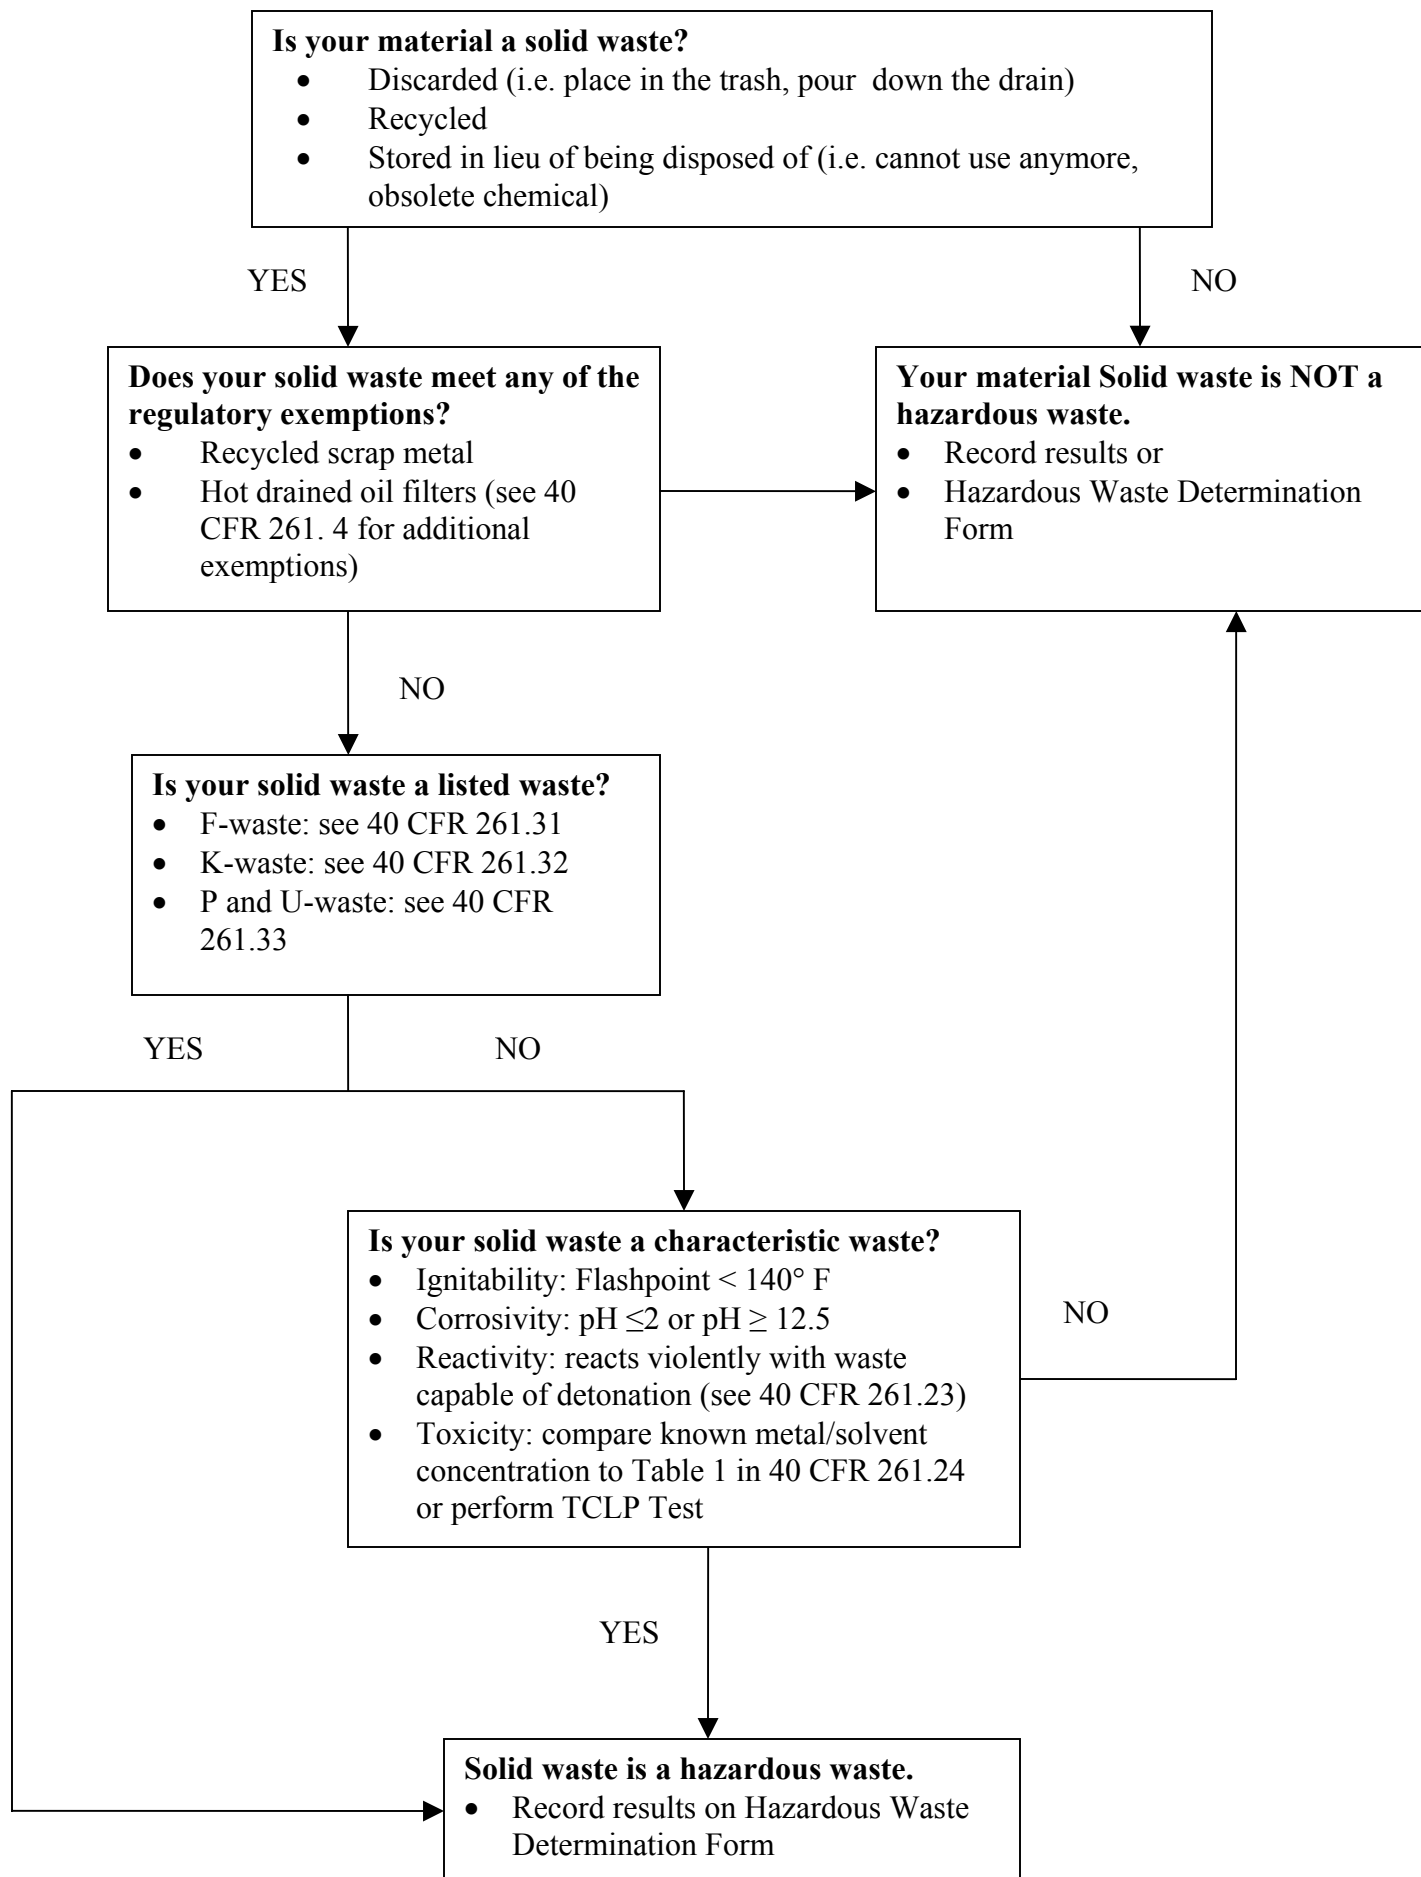 Is your material a solid waste?
• Discarded (i.e. place in the trash, pour  down the drain)
• Recycled
• Stored in lieu of being disposed of (i.e. cannot use anymore,
obsolete chemical)
YES
NO
Does your solid waste meet any of the
regulatory exemptions?
• Recycled scrap metal
• Hot drained oil filters (see 40
CFR 261. 4 for additional
exemptions)
Your material Solid waste is NOT a
hazardous waste.
• Record results or
• Hazardous Waste Determination
Form
NO
Is your solid waste a listed waste?
• F-waste: see 40 CFR 261.31
• K-waste: see 40 CFR 261.32
• P and U-waste: see 40 CFR
261.33
YES
NO
Is your solid waste a characteristic waste?
• Ignitability: Flashpoint < 140° F
• Corrosivity: pH ≤2 or pH ≥ 12.5
• Reactivity: reacts violently with waste
capable of detonation (see 40 CFR 261.23)
• Toxicity: compare known metal/solvent
concentration to Table 1 in 40 CFR 261.24
or perform TCLP Test
NO
YES
Solid waste is a hazardous waste.
• Record results on Hazardous Waste
Determination Form